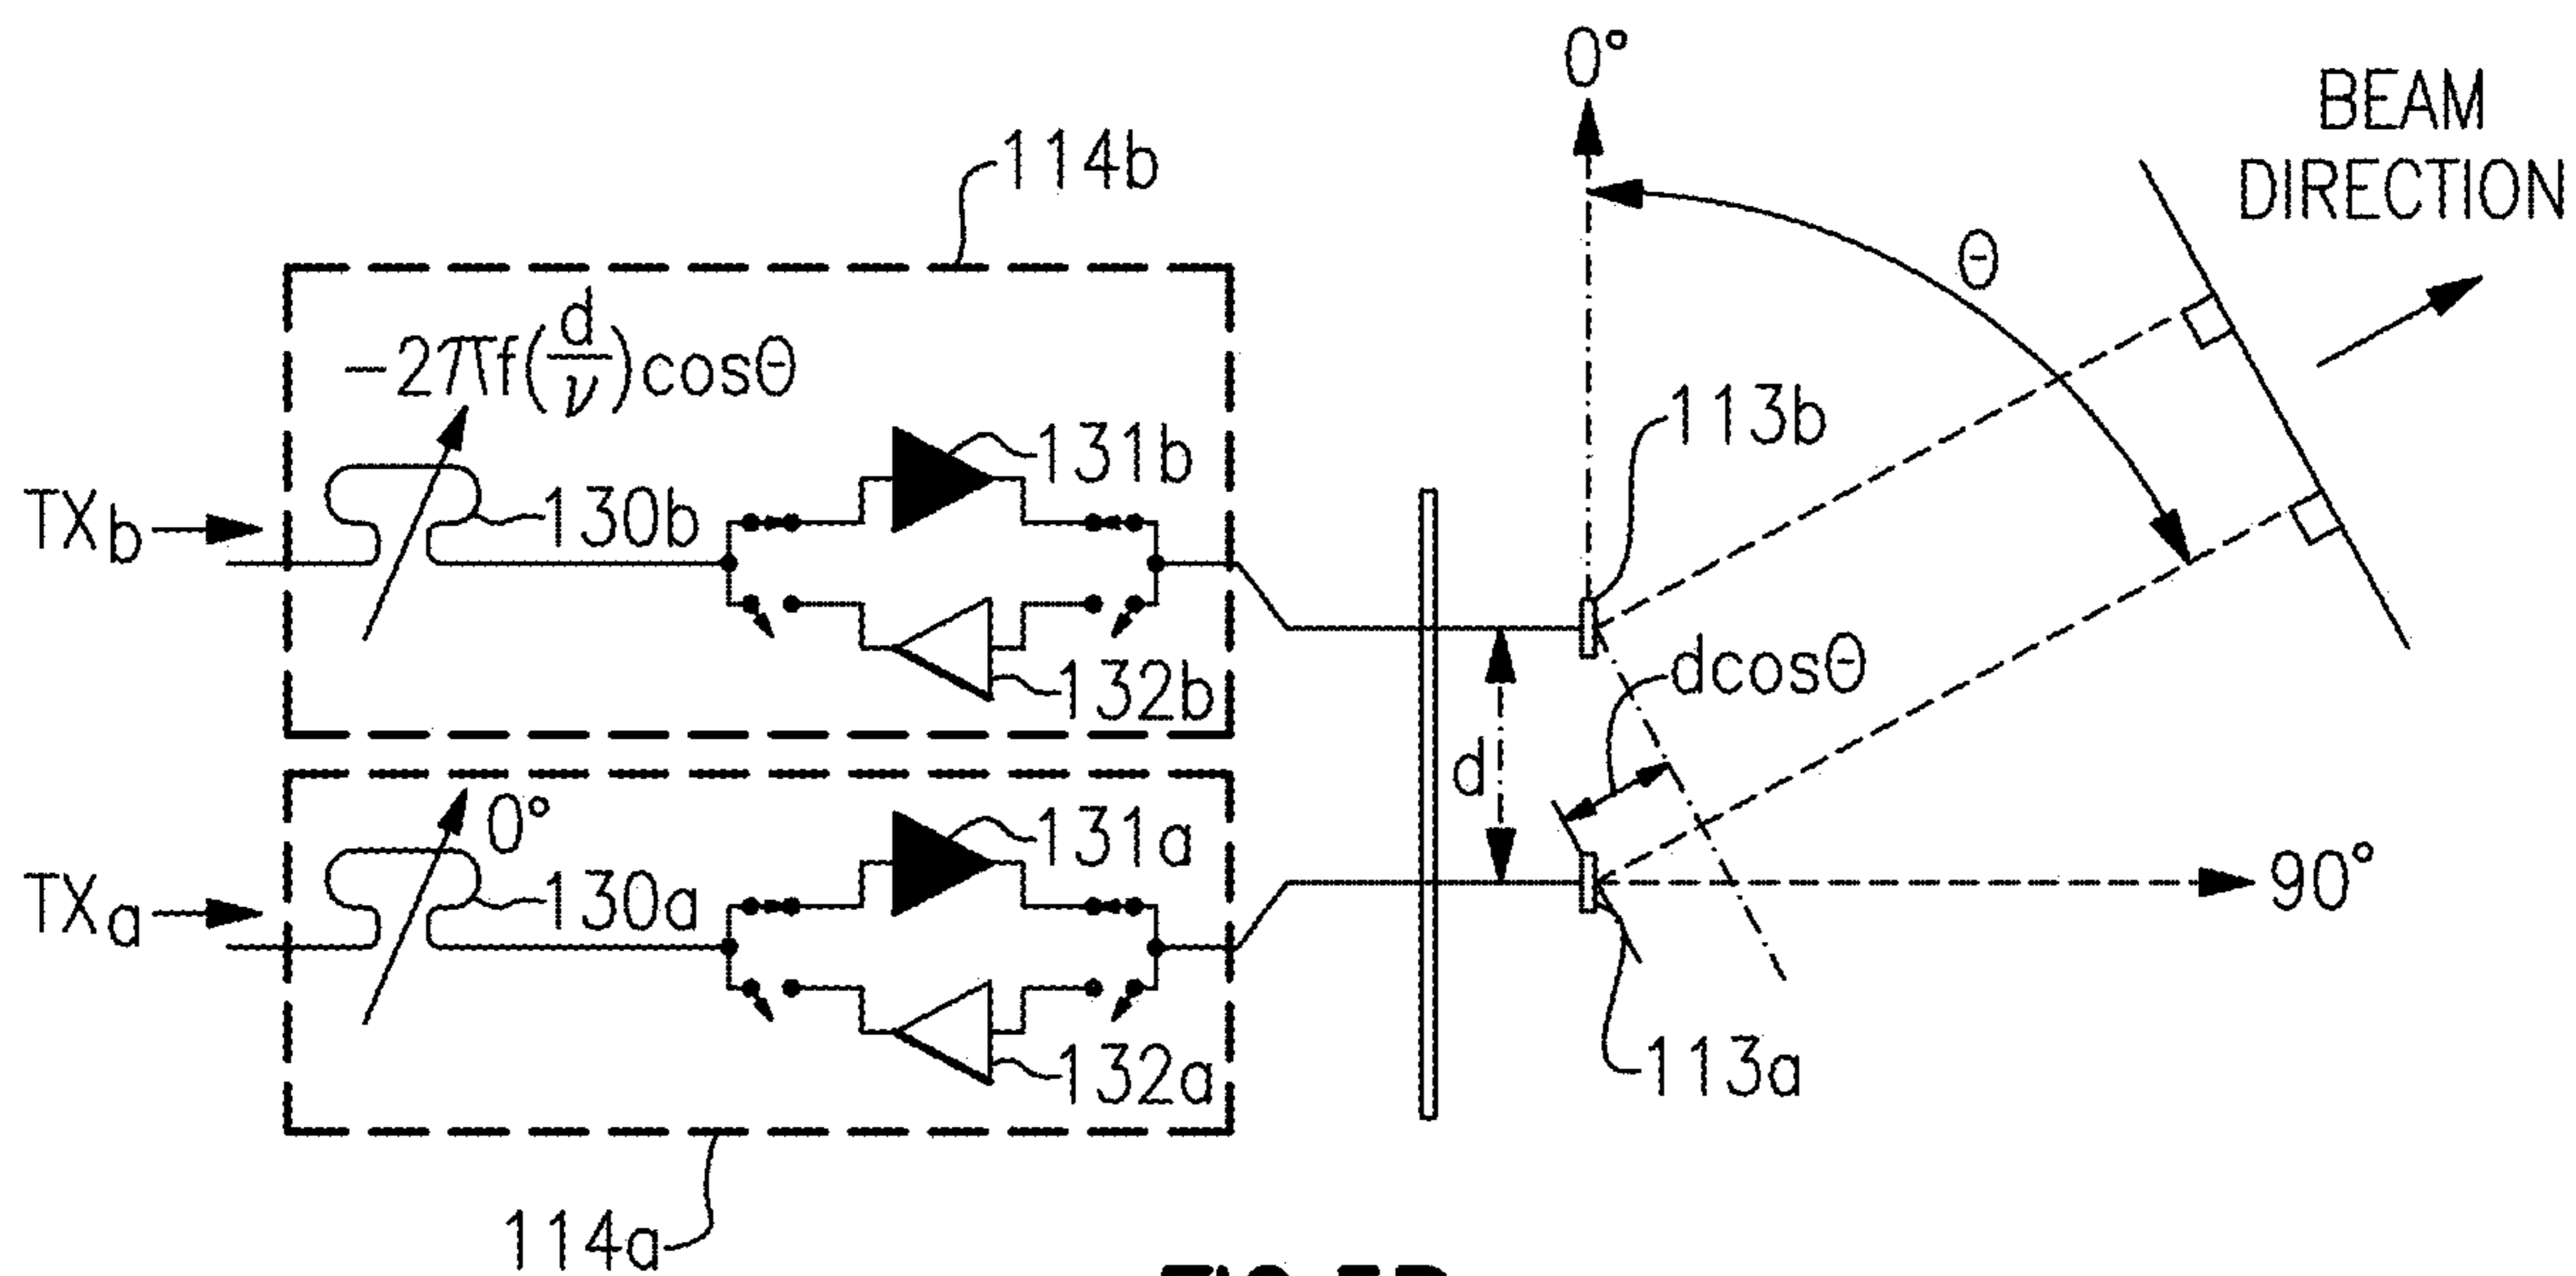 0°
BEAM
DIRECTION
114b
θ
−2πf(d/ν)cosθ
131b
113b
TXb
130b
132b
dcosθ
d
0°
131a
TXa
130a
90°
132a
113a
114a